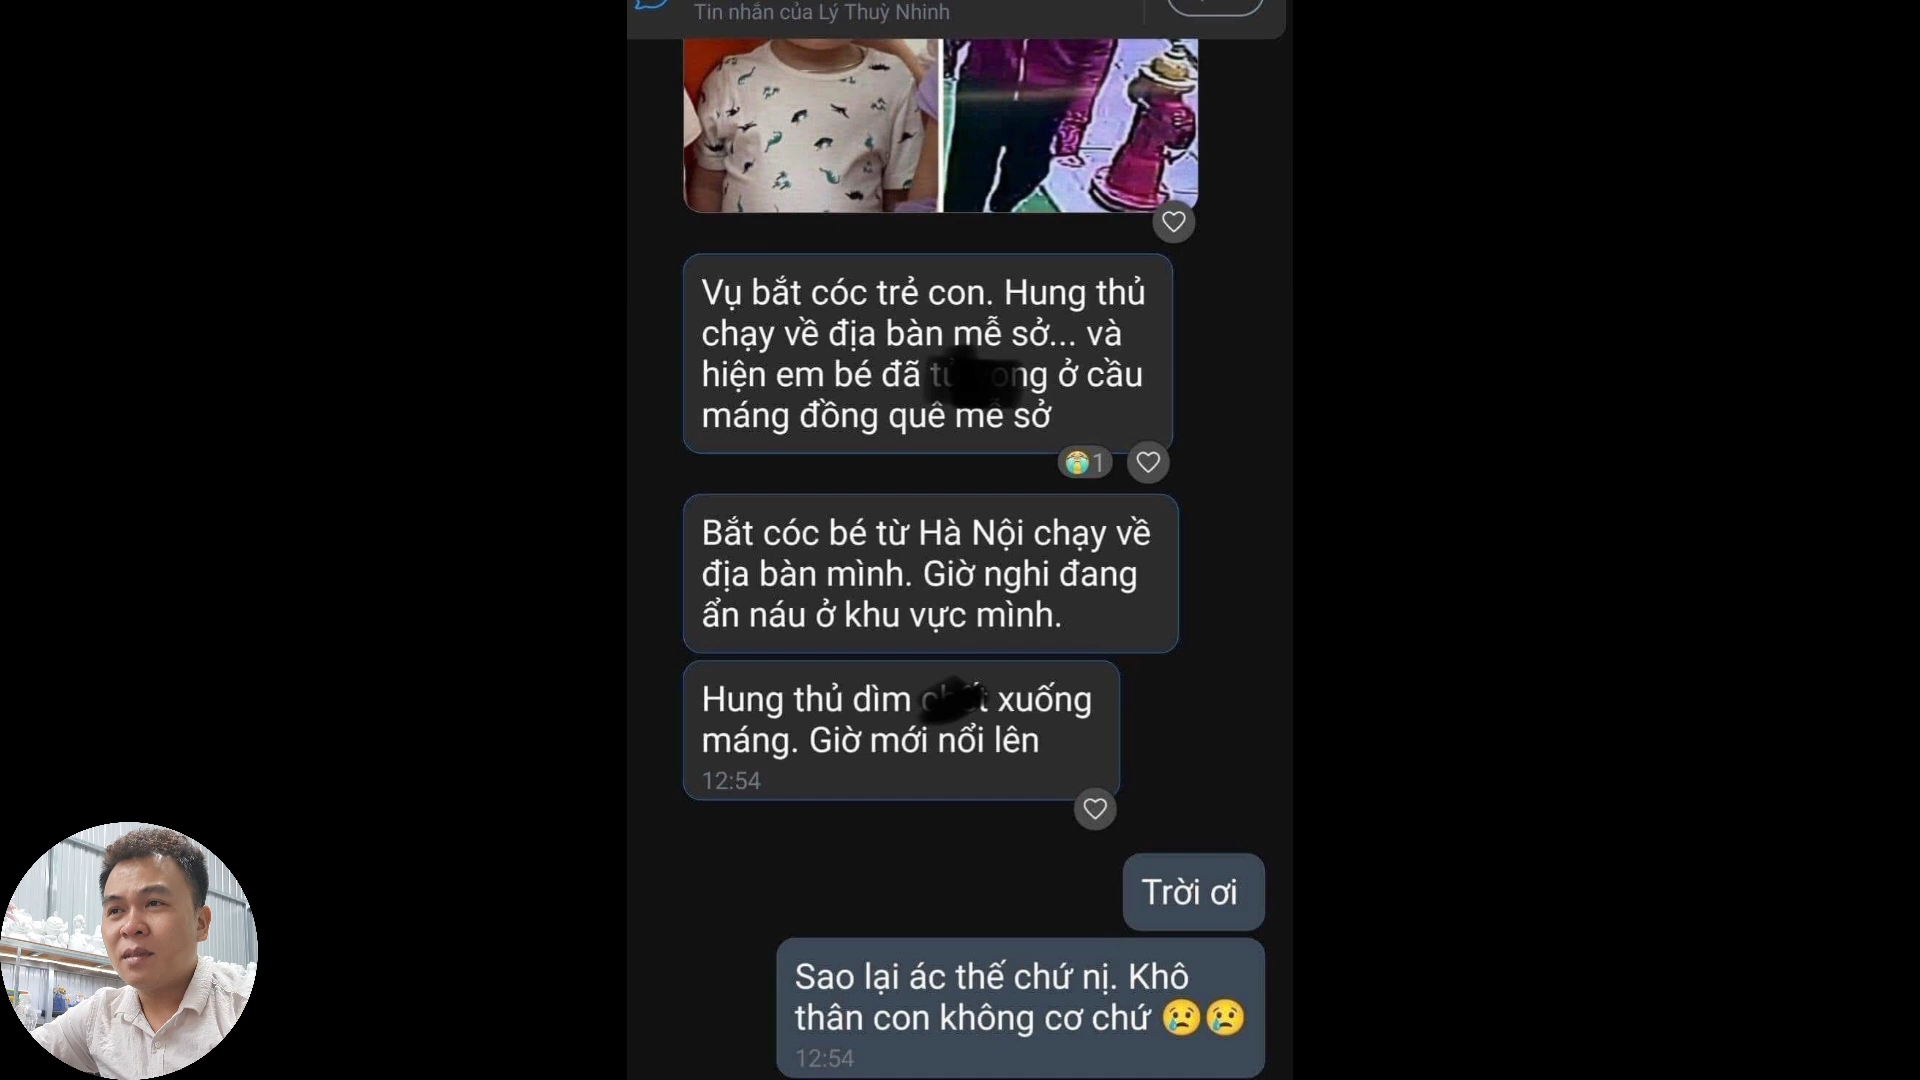 Tin nhắn của Lý Thuỳ Nhinh
Vụ bắt cóc trẻ con. Hung thủ
chạy về địa bàn mễ sở... và
hiện em bé đã ở cầu
máng đồng quê mễ sở
1
Bắt cóc bé từ Hà Nội chạy về
địa bàn mình. Giờ nghi đang
ẩn náu ở khu vực mình.
Hung thủ dìm xuống
máng. Giờ mới nổi lên
12:54
Trời ơi
Sao lại ác thế chứ nị. Khô
thân con không cơ chứ 😢😢
12:54